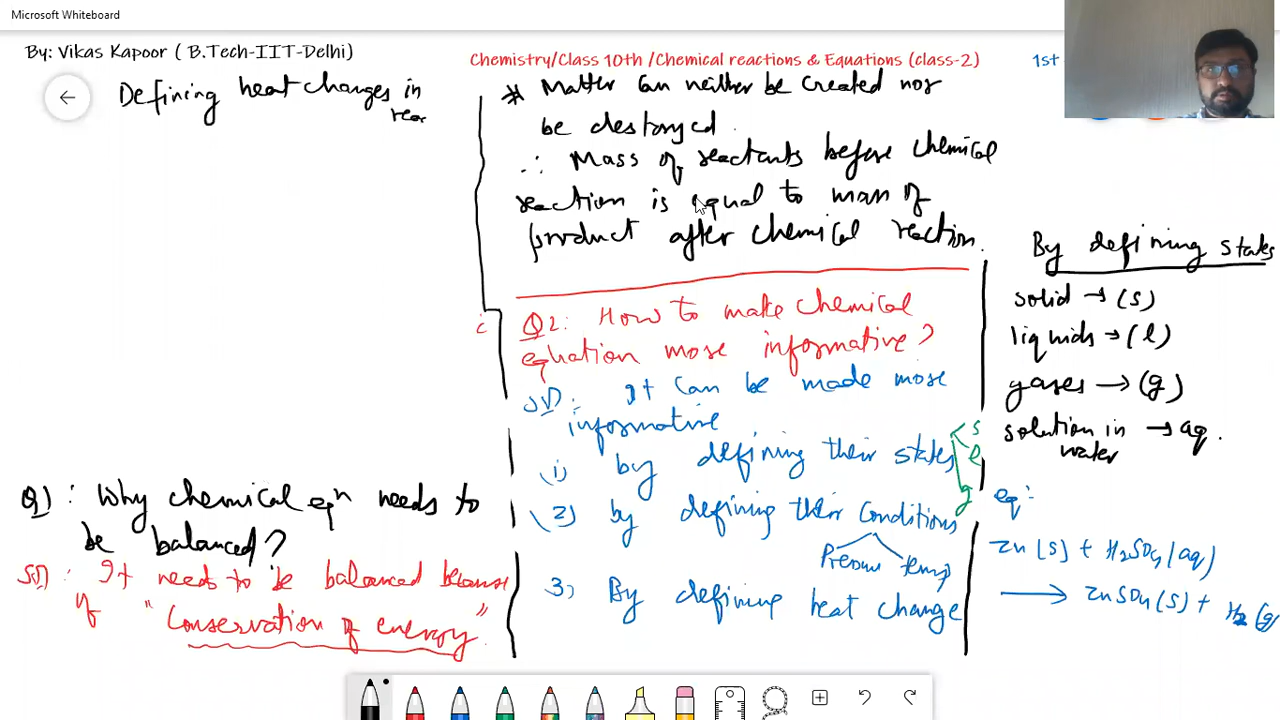 Microsoft Whiteboard
By: Vikas Kapoor ( B.Tech-IIT-Delhi)
Chemistry/Class 10th /Chemical reactions & Equations (class-2)
1st
Defining heat changes in
reac
* Matter can neither be created nor
be destoryed.
∴ Mass of reactants before chemical
reaction is equal to mass of
product after chemical reaction.
Q2: How to make chemical
equation more informative?
Sol: It can be made more
informative
(1) by defining their states
s
l
g
(2) by defining their conditions
Pressure temp
3) By defining heat change
By defining states
solid → (s)
liquids → (l)
gases → (g)
solution in → aq.
water
eg:
Zn (s) + H2SO4 (aq)
→ ZnSO4 (s) + H2 (g)
Q1: Why chemical eqn needs to
be balanced?
Sol: It needs to be balanced because
of "Conservation of energy"